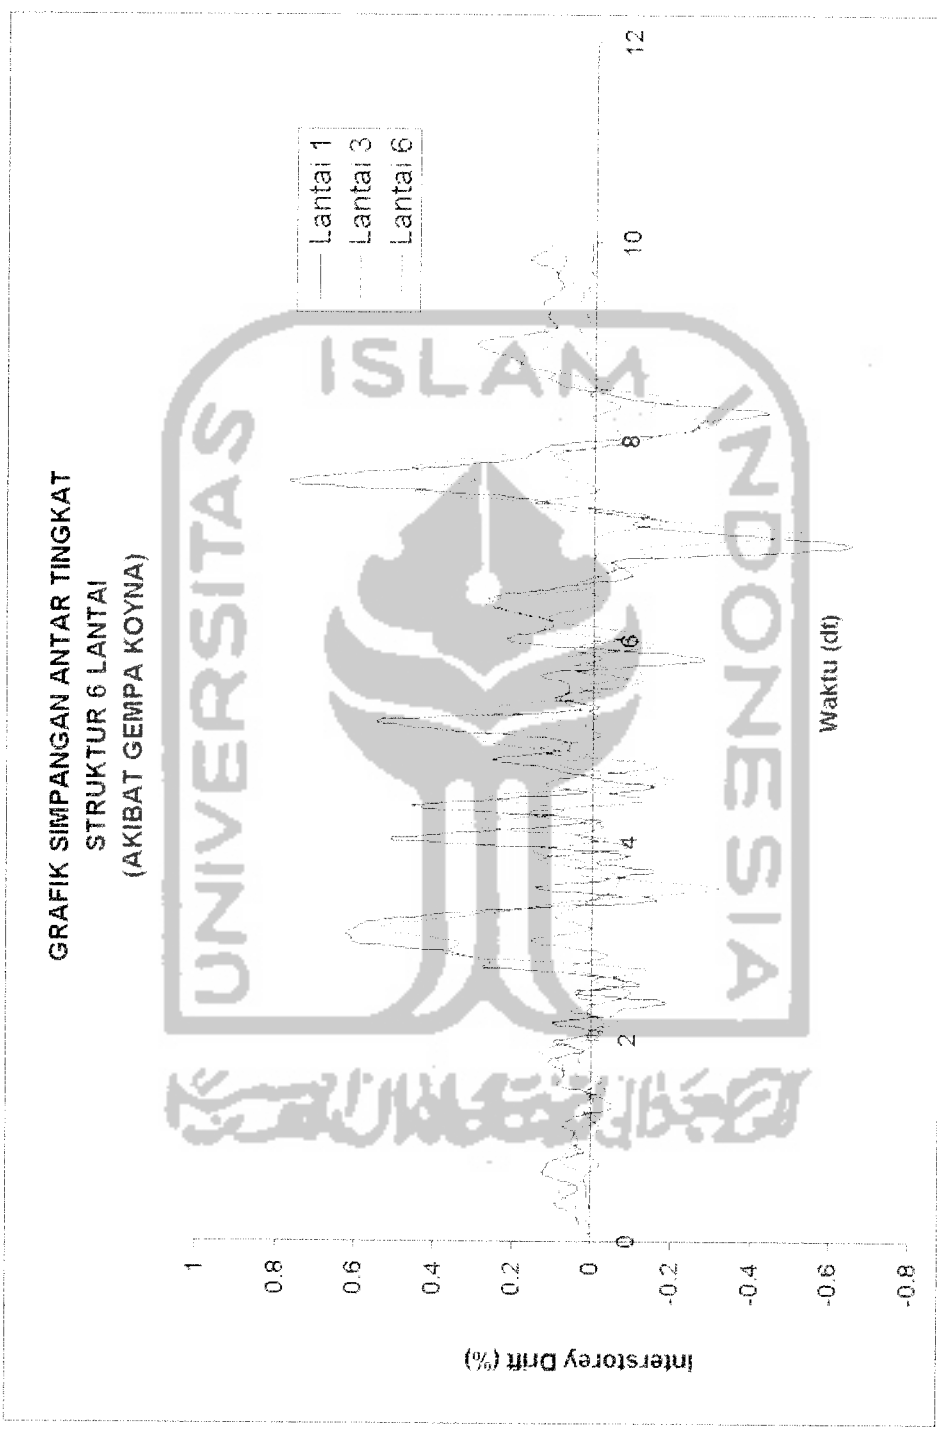 GRAFIK SIMPANGAN ANTAR TINGKAT
STRUKTUR 6 LANTAI
(AKIBAT GEMPA KOYNA)
Interstorey Drift (%)
1
0.8
0.6
0.4
0.2
0
-0.2
-0.4
-0.6
-0.8
0
2
4
6
8
10
12
Waktu (dt)
Lantai 1
Lantai 3
Lantai 6
UNIVERSITAS
ISLAM
INDONESIA